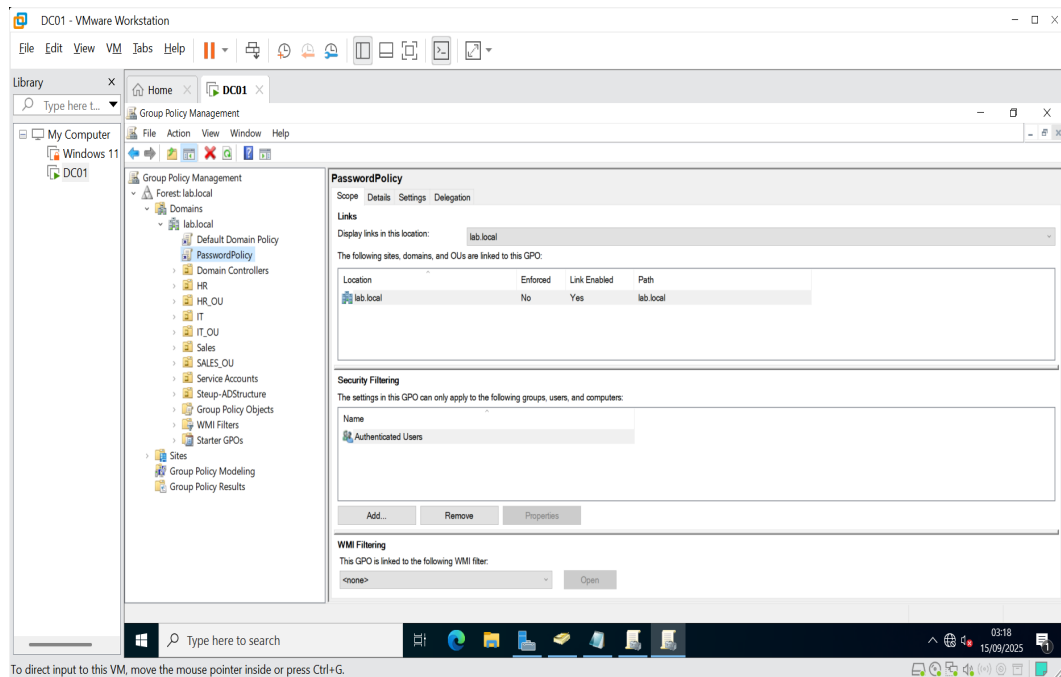 DC01 - VMware Workstation
File Edit View VM Tabs Help
Library
Home
DC01
Type here t...
My Computer
Windows 11
DC01
Group Policy Management
File Action View Window Help
Group Policy Management
Forest: lab.local
Domains
lab.local
Default Domain Policy
PasswordPolicy
Domain Controllers
HR
HR_OU
IT
IT_OU
Sales
SALES_OU
Service Accounts
Steup-ADStructure
Group Policy Objects
WMI Filters
Starter GPOs
Sites
Group Policy Modeling
Group Policy Results
PasswordPolicy
Scope Details Settings Delegation
Links
Display links in this location: lab.local
The following sites, domains, and OUs are linked to this GPO:
Location Enforced Link Enabled Path
lab.local No Yes lab.local
Security Filtering
The settings in this GPO can only apply to the following groups, users, and computers:
Name
Authenticated Users
Add... Remove Properties
WMI Filtering
This GPO is linked to the following WMI filter:
<none> Open
Type here to search
03:18
15/09/2025
1
To direct input to this VM, move the mouse pointer inside or press Ctrl+G.